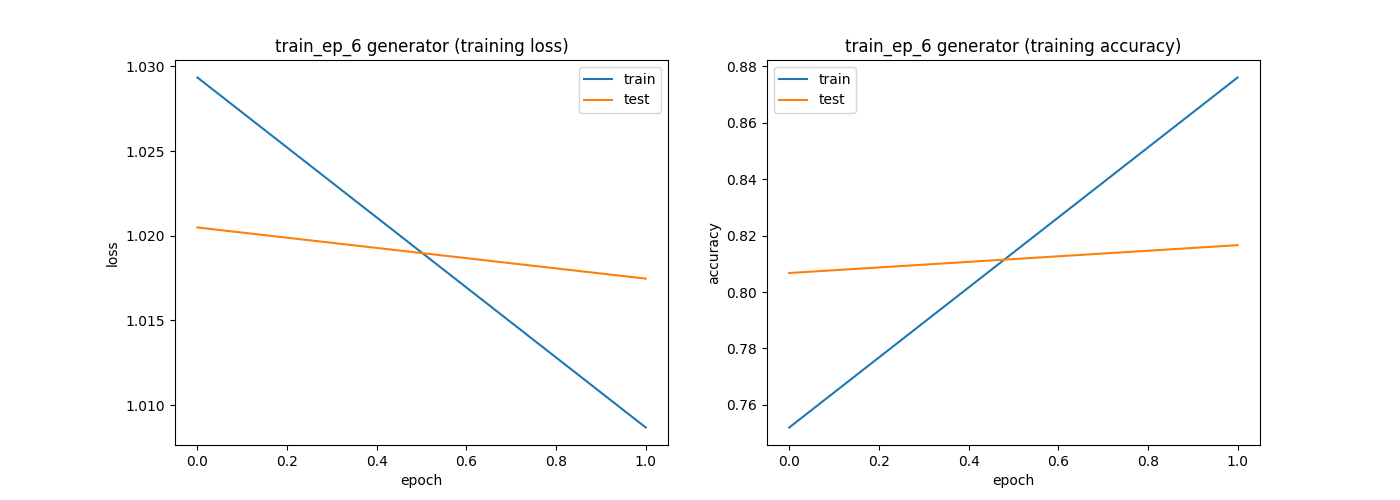 train_ep_6 generator (training loss)
1.030
1.025
1.020
1.015
1.010
loss
0.0 0.2 0.4 0.6 0.8 1.0
epoch
train
test
train_ep_6 generator (training accuracy)
0.88
0.86
0.84
0.82
0.80
0.78
0.76
accuracy
0.0 0.2 0.4 0.6 0.8 1.0
epoch
train
test